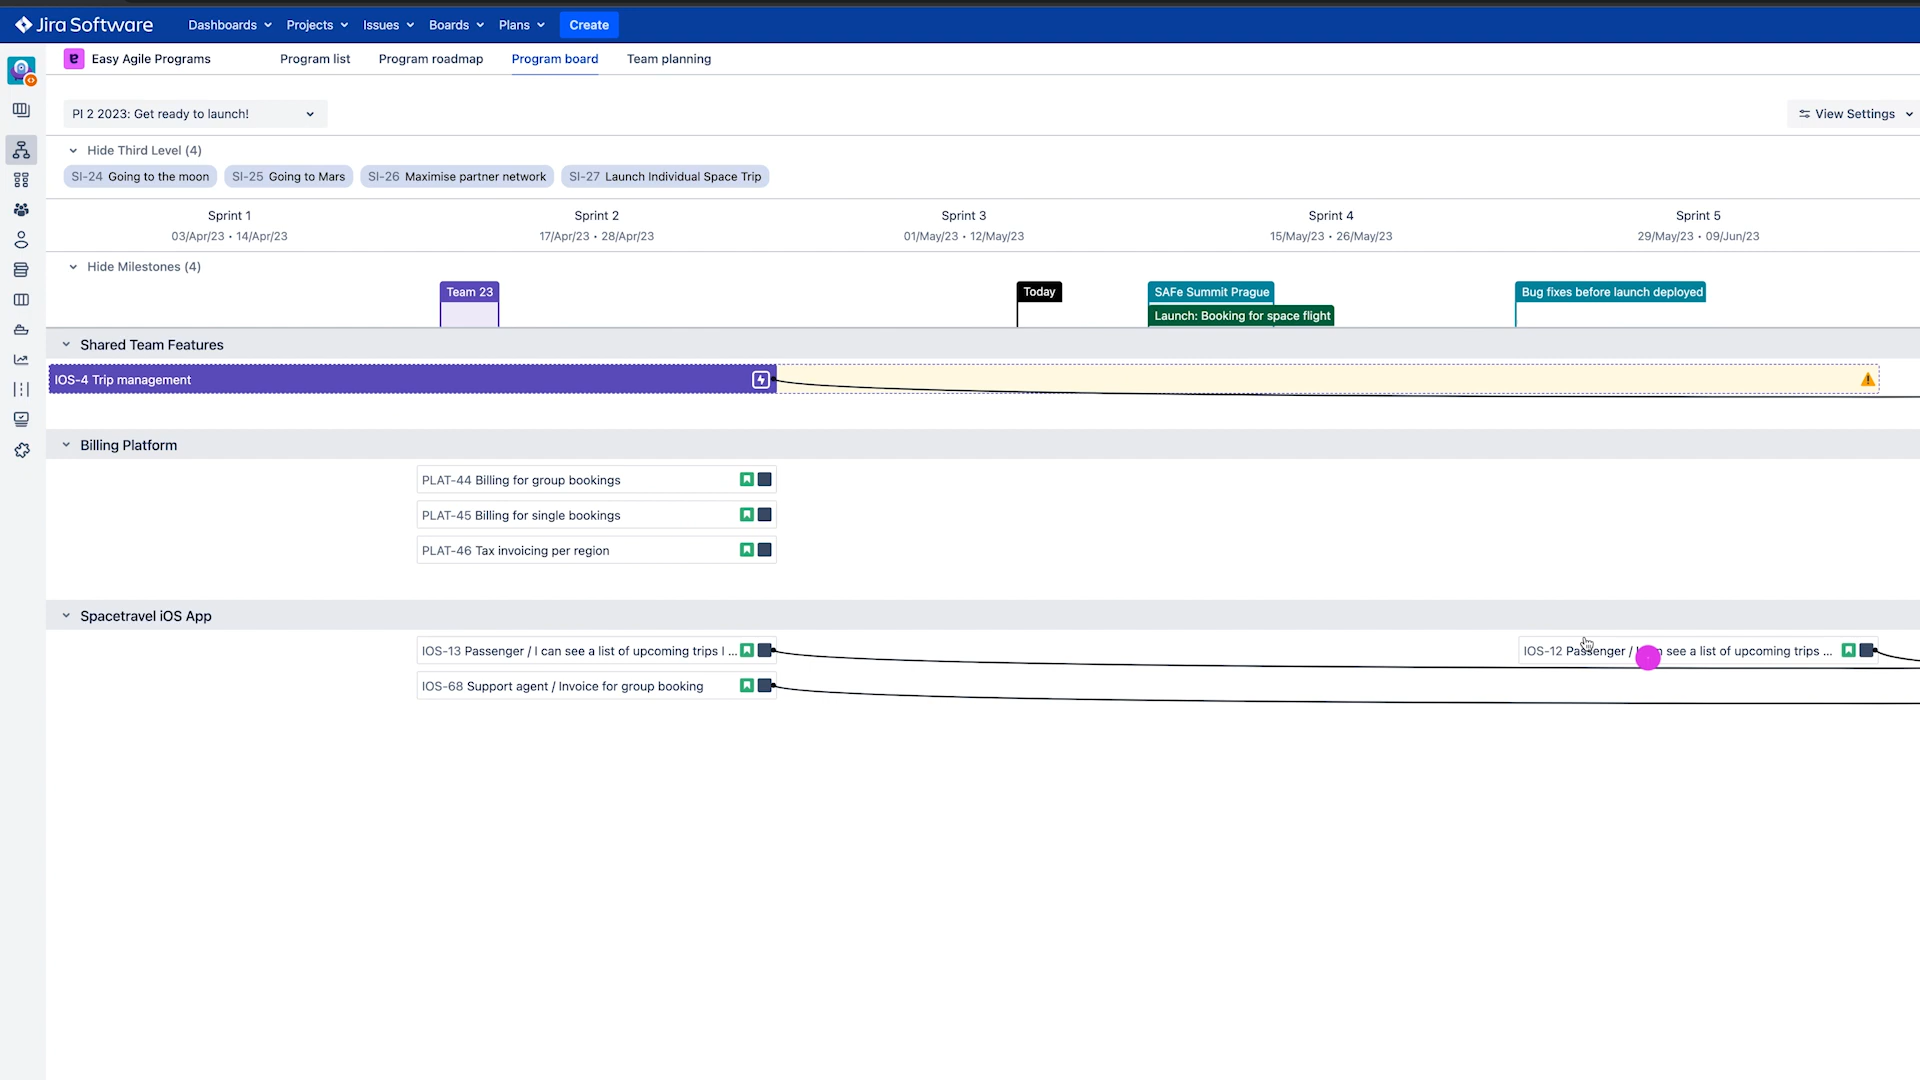 Jira Software Dashboards Projects Issues Boards Plans Create
Easy Agile Programs Program list Program roadmap Program board Team planning
PI 2 2023: Get ready to launch! View Settings
Hide Third Level (4)
SI-24 Going to the moon SI-25 Going to Mars SI-26 Maximise partner network SI-27 Launch Individual Space Trip
Sprint 1 Sprint 2 Sprint 3 Sprint 4 Sprint 5
03/Apr/23 • 14/Apr/23 17/Apr/23 • 28/Apr/23 01/May/23 • 12/May/23 15/May/23 • 26/May/23 29/May/23 • 09/Jun/23
Hide Milestones (4)
Team 23 Today SAFe Summit Prague Bug fixes before launch deployed
Launch: Booking for space flight
Shared Team Features
IOS-4 Trip management
Billing Platform
PLAT-44 Billing for group bookings
PLAT-45 Billing for single bookings
PLAT-46 Tax invoicing per region
Spacetravel iOS App
IOS-13 Passenger / I can see a list of upcoming trips I ... IOS-12 Passenger / see a list of upcoming trips ...
IOS-68 Support agent / Invoice for group booking